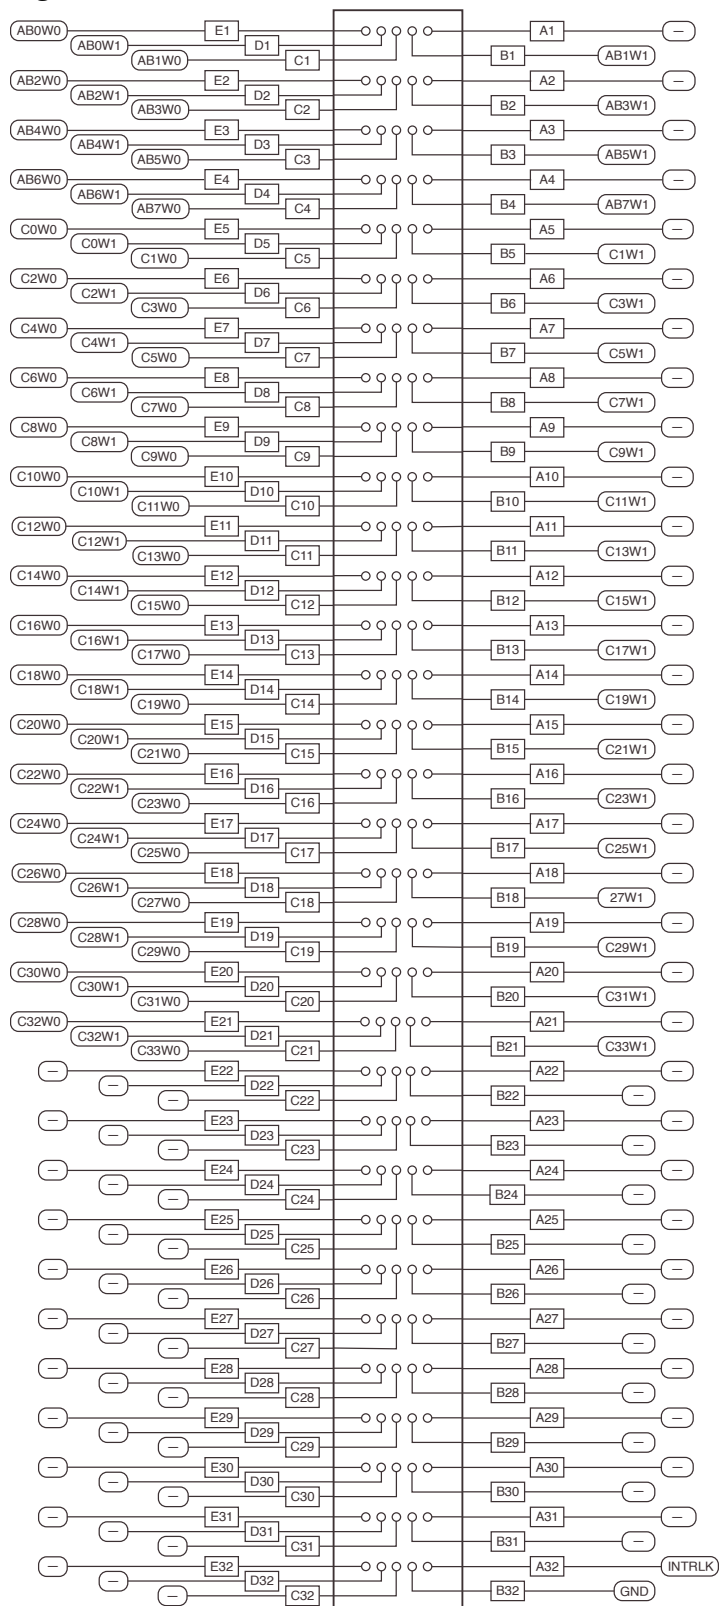 AB0W0 E1 A1 —
AB0W1 D1
AB1W0 C1 B1 AB1W1
AB2W0 E2 A2 —
AB2W1 D2
AB3W0 C2 B2 AB3W1
AB4W0 E3 A3 —
AB4W1 D3
AB5W0 C3 B3 AB5W1
AB6W0 E4 A4 —
AB6W1 D4
AB7W0 C4 B4 AB7W1
C0W0 E5 A5 —
C0W1 D5
C1W0 C5 B5 C1W1
C2W0 E6 A6 —
C2W1 D6
C3W0 C6 B6 C3W1
C4W0 E7 A7 —
C4W1 D7
C5W0 C7 B7 C5W1
C6W0 E8 A8 —
C6W1 D8
C7W0 C8 B8 C7W1
C8W0 E9 A9 —
C8W1 D9
C9W0 C9 B9 C9W1
C10W0 E10 A10 —
C10W1 D10
C11W0 C10 B10 C11W1
C12W0 E11 A11 —
C12W1 D11
C13W0 C11 B11 C13W1
C14W0 E12 A12 —
C14W1 D12
C15W0 C12 B12 C15W1
C16W0 E13 A13 —
C16W1 D13
C17W0 C13 B13 C17W1
C18W0 E14 A14 —
C18W1 D14
C19W0 C14 B14 C19W1
C20W0 E15 A15 —
C20W1 D15
C21W0 C15 B15 C21W1
C22W0 E16 A16 —
C22W1 D16
C23W0 C16 B16 C23W1
C24W0 E17 A17 —
C24W1 D17
C25W0 C17 B17 C25W1
C26W0 E18 A18 —
C26W1 D18
C27W0 C18 B18 27W1
C28W0 E19 A19 —
C28W1 D19
C29W0 C19 B19 C29W1
C30W0 E20 A20 —
C30W1 D20
C31W0 C20 B20 C31W1
C32W0 E21 A21 —
C32W1 D21
C33W0 C21 B21 C33W1
— E22 A22 —
— D22
— C22 B22 —
— E23 A23 —
— D23
— C23 B23 —
— E24 A24 —
— D24
— C24 B24 —
— E25 A25 —
— D25
— C25 B25 —
— E26 A26 —
— D26
— C26 B26 —
— E27 A27 —
— D27
— C27 B27 —
— E28 A28 —
— D28
— C28 B28 —
— E29 A29 —
— D29
— C29 B29 —
— E30 A30 —
— D30
— C30 B30 —
— E31 A31 —
— D31
— C31 B31 —
— E32 A32 INTRLK
— D32
— C32 B32 GND